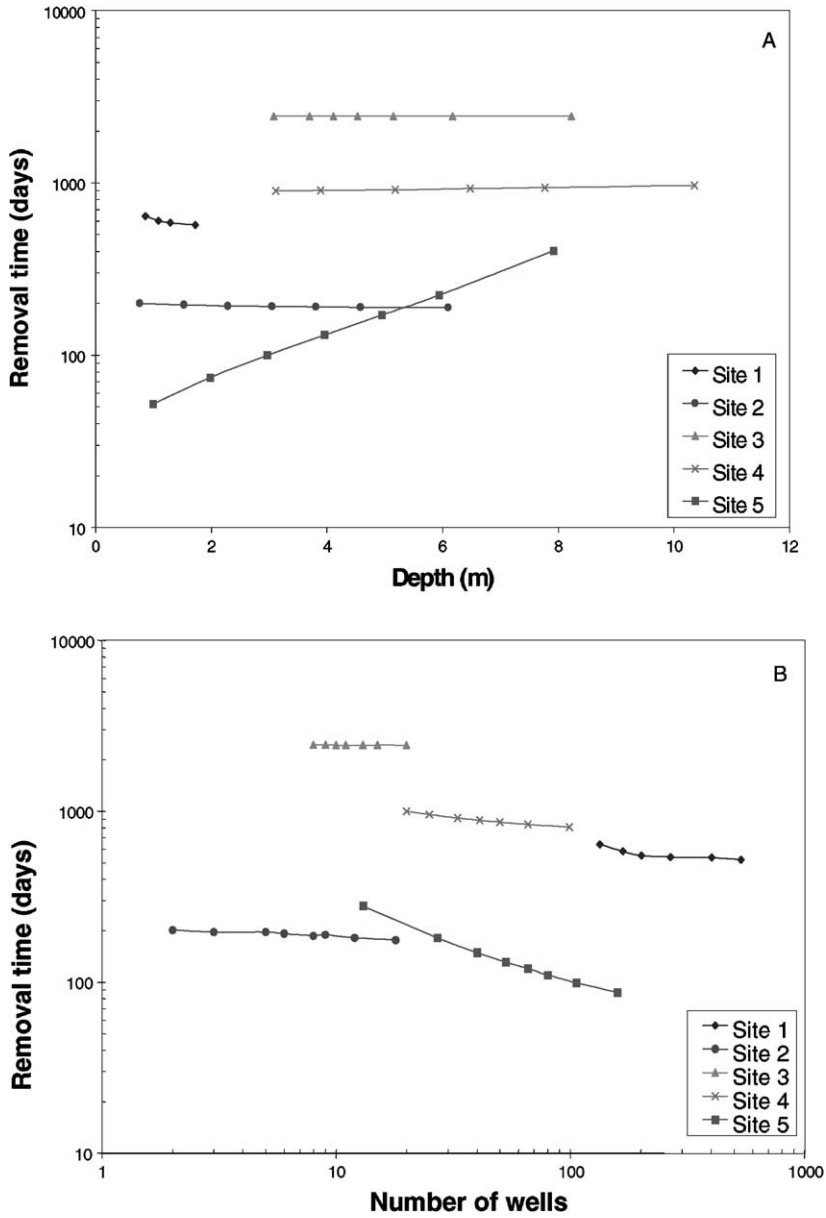 10000
A
1000
Removal time (days)
100
10
0 2 4 6 8 10 12
Depth (m)
Site 1
Site 2
Site 3
Site 4
Site 5
10000
B
1000
Removal time (days)
100
10
1 10 100 1000
Number of wells
Site 1
Site 2
Site 3
Site 4
Site 5